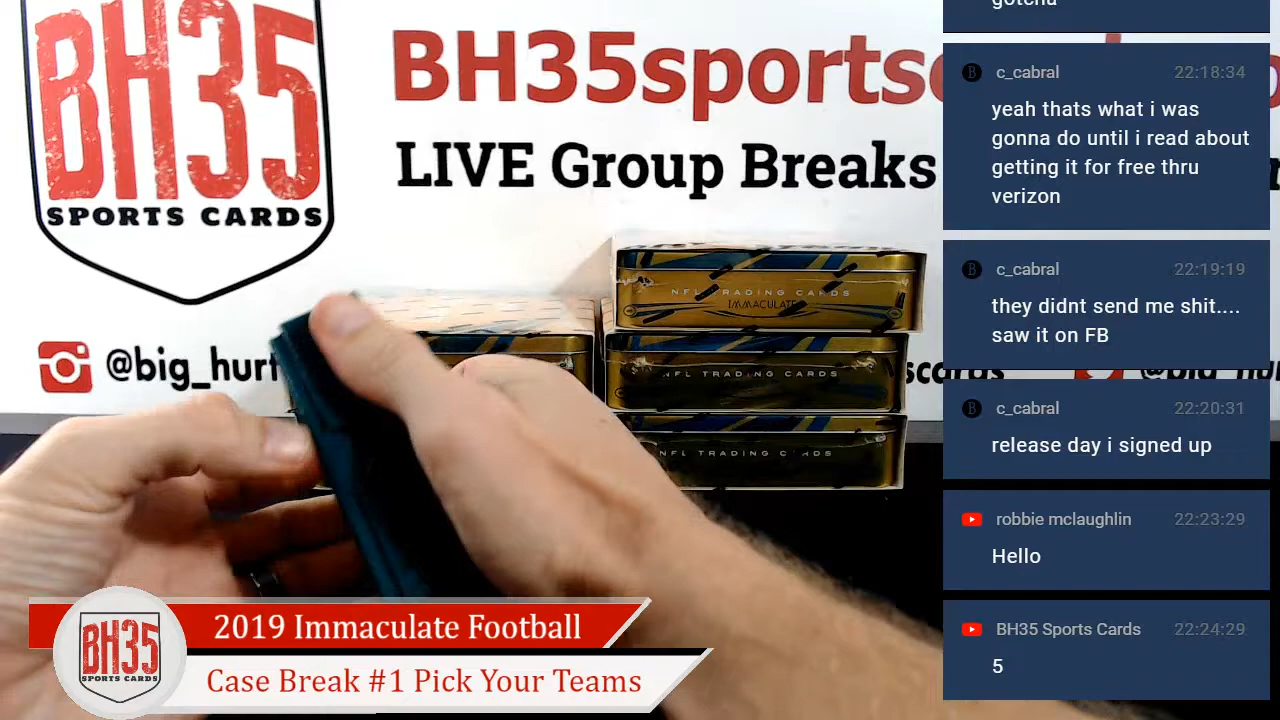 BH35
SPORTS CARDS
BH35sports
LIVE Group Breaks
@big_hurt
NFL TRADING CARDS
IMMACULATE
NFL TRADING CARDS
NFL TRADING CARDS
scards
2019 Immaculate Football
Case Break #1 Pick Your Teams
BH35
SPORTS CARDS
gotcha
c_cabral 22:18:34
yeah thats what i was
gonna do until i read about
getting it for free thru
verizon
c_cabral 22:19:19
they didnt send me shit....
saw it on FB
c_cabral 22:20:31
release day i signed up
robbie mclaughlin 22:23:29
Hello
BH35 Sports Cards 22:24:29
5